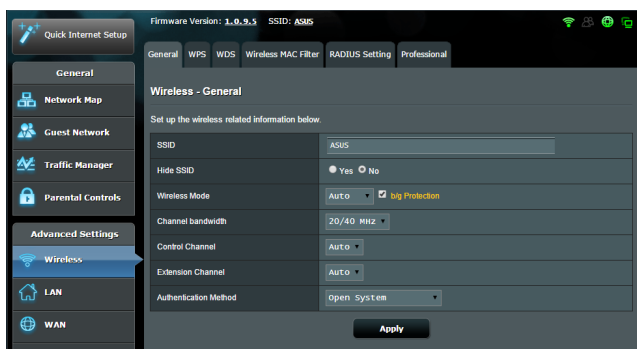 Quick Internet Setup
General
Network Map
Guest Network
Traffic Manager
Parental Controls
Advanced Settings
Wireless
LAN
WAN
Firmware Version: 1.0.9.5 SSID: ASUS
General WPS WDS Wireless MAC Filter RADIUS Setting Professional
Wireless - General
Set up the wireless related information below.
SSID ASUS
Hide SSID Yes No
Wireless Mode Auto b/g Protection
Channel bandwidth 20/40 MHz
Control Channel Auto
Extension Channel Auto
Authentication Method Open System
Apply